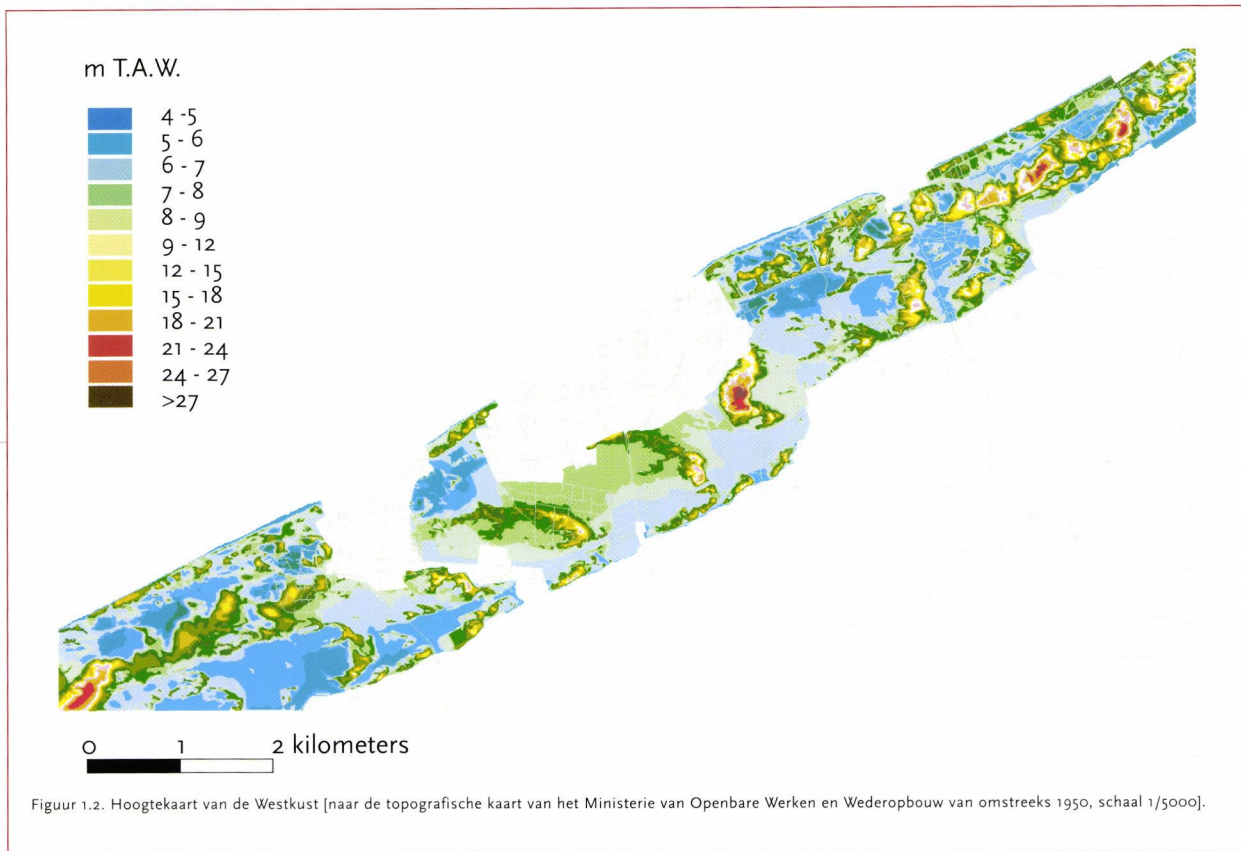 m T.A.W.
4 -5
5 - 6
6 - 7
7 - 8
8 - 9
9 - 12
12 - 15
15 - 18
18 - 21
21 - 24
24 - 27
>27
0 1 2 kilometers
Figuur 1.2. Hoogtekaart van de Westkust [naar de topografische kaart van het Ministerie van Openbare Werken en Wederopbouw van omstreeks 1950, schaal 1/5000].